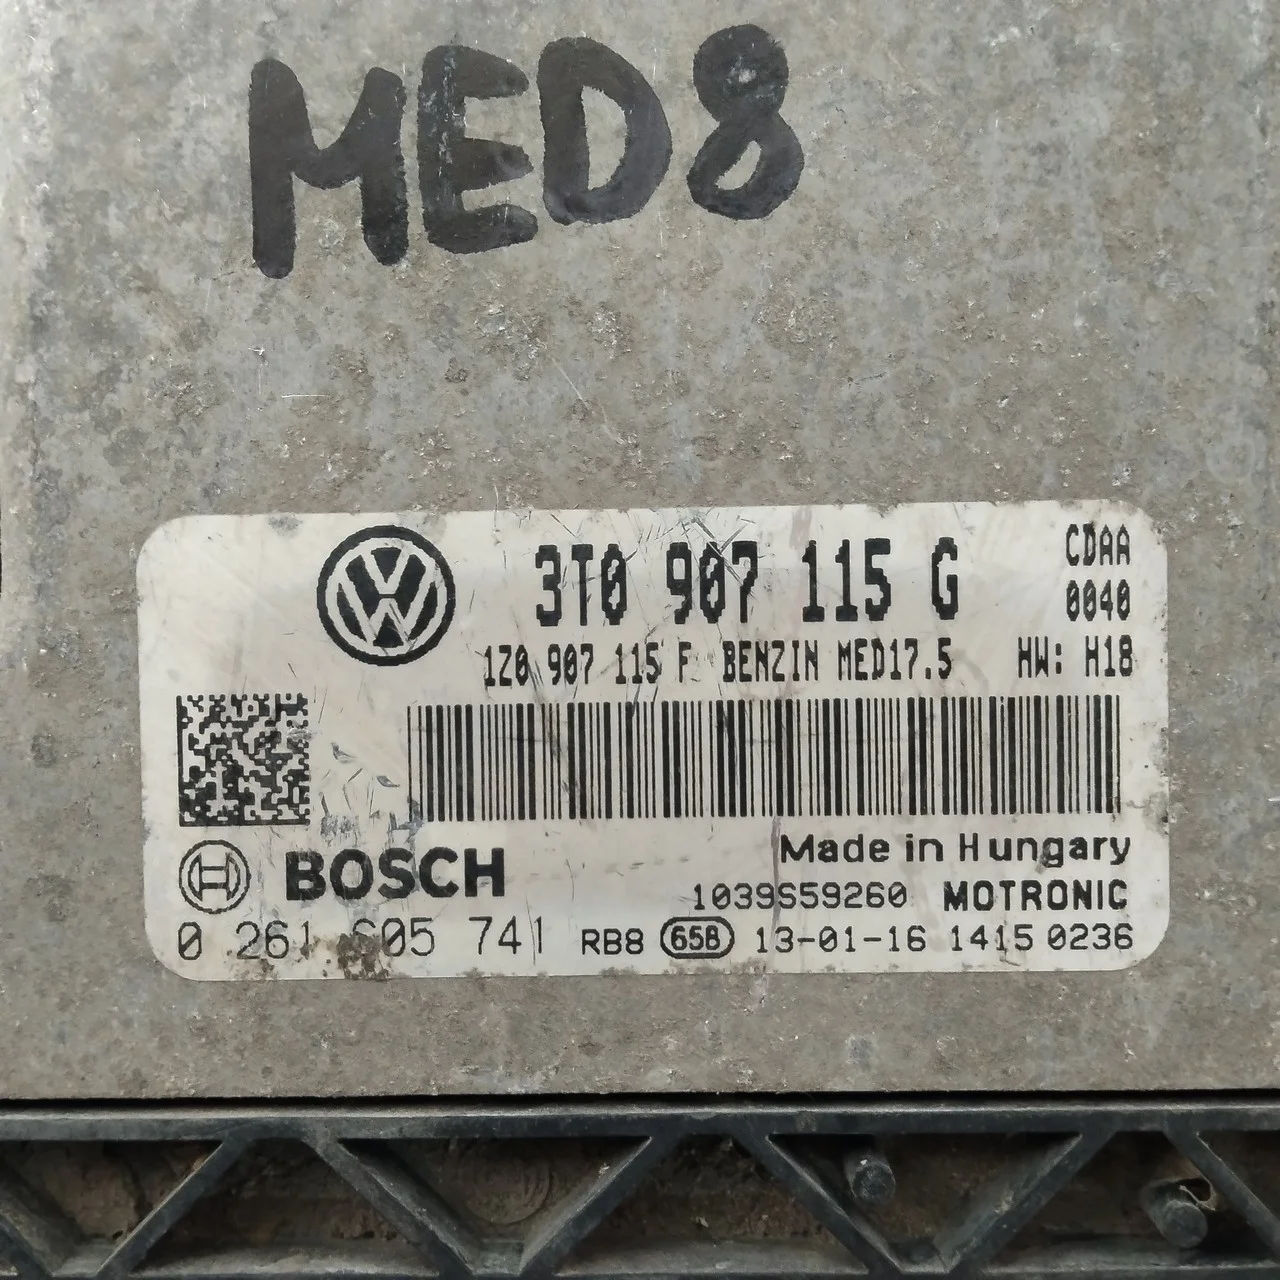 MED8
3T0 907 115 G
CDAA
0040
1Z0 907 115 F BENZIN MED17.5 HW: H18
BOSCH
Made in Hungary
1039S59260 MOTRONIC
0 261 S05 741 RB8 658 13-01-16 1415 0236